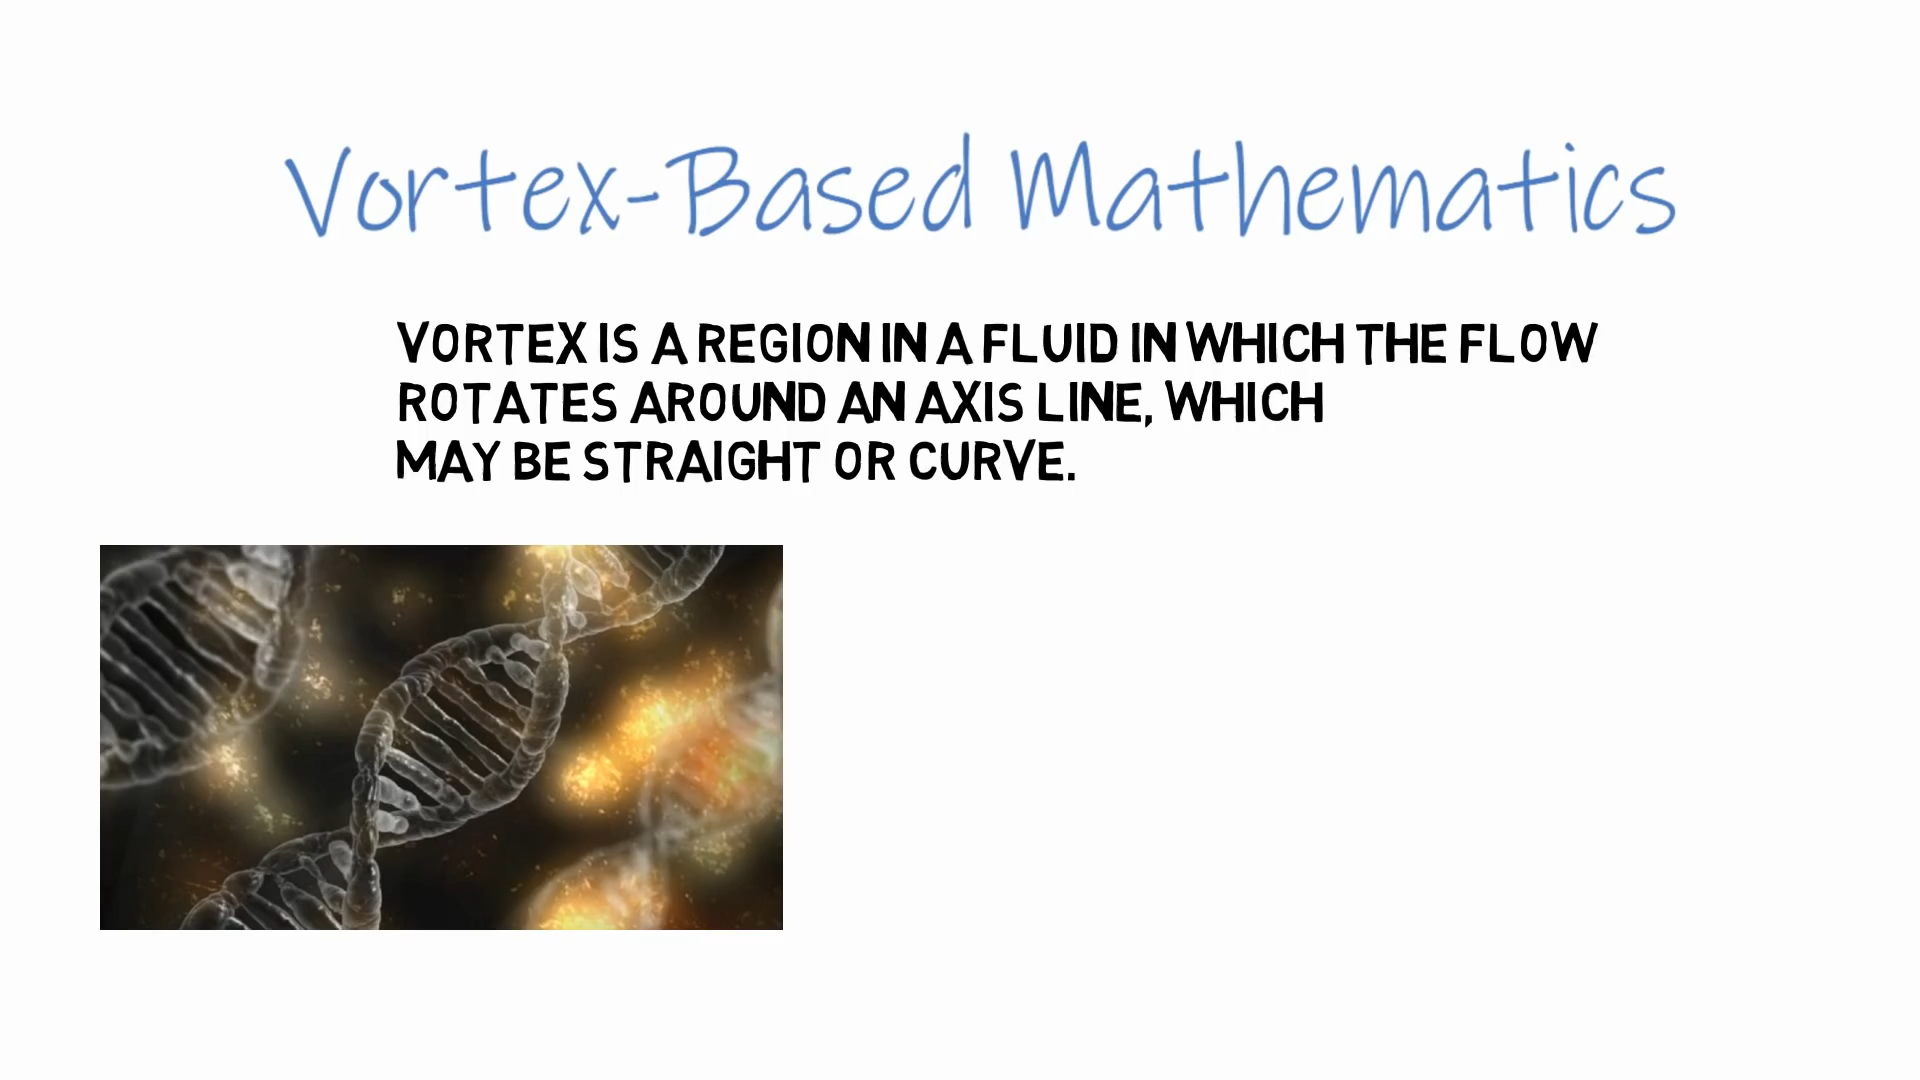 Vortex-Based Mathematics
VORTEX IS A REGION IN A FLUID IN WHICH THE FLOW
ROTATES AROUND AN AXIS LINE, WHICH
MAY BE STRAIGHT OR CURVE.